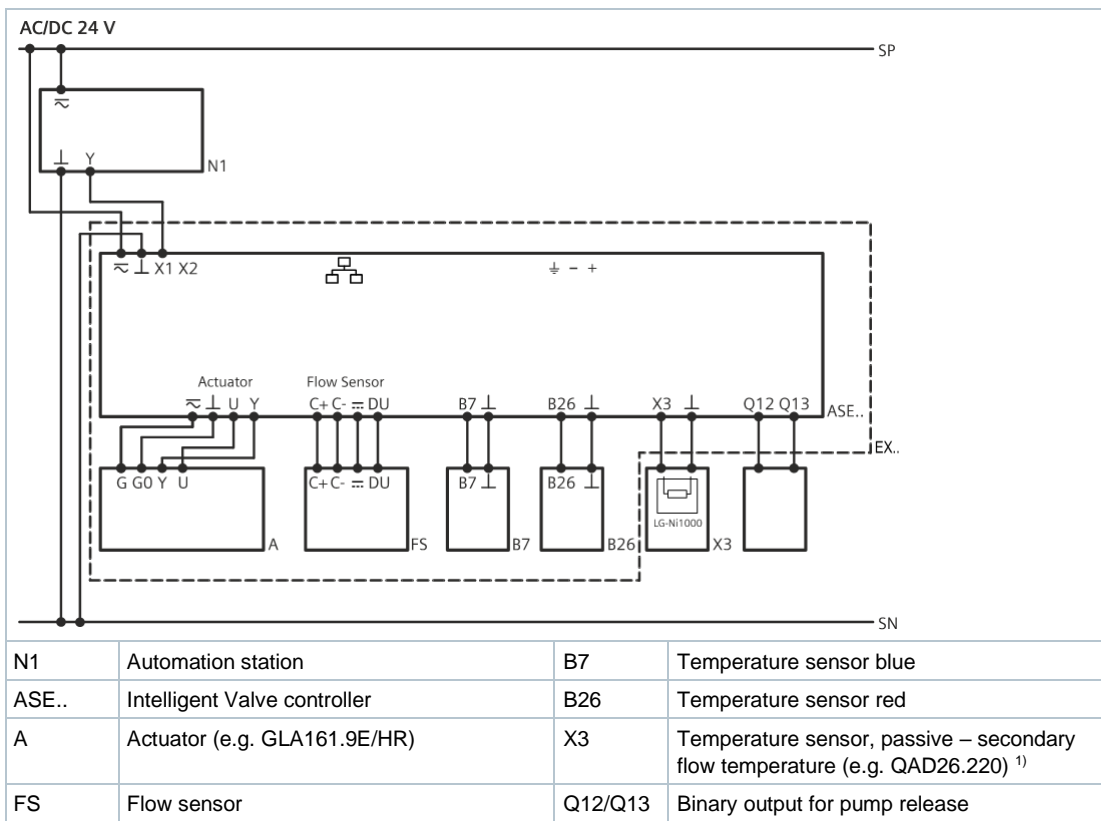 AC/DC 24 V
SP
⏦ 
⊥ Y
N1
⊥ X1 X2
⏚ - +
Actuator Flow Sensor
⊥ U Y C+ C- ⎓ DU B7 ⊥ B26 ⊥ X3 ⊥ Q12 Q13
ASE..
EX..
G G0 Y U C+ C- ⎓ DU B7 ⊥ B26 ⊥
LG-Ni1000
A FS B7 B26 X3
SN
N1 Automation station B7 Temperature sensor blue
ASE.. Intelligent Valve controller B26 Temperature sensor red
A Actuator (e.g. GLA161.9E/HR) X3 Temperature sensor, passive – secondary
flow temperature (e.g. QAD26.220) 1)
FS Flow sensor Q12/Q13 Binary output for pump release